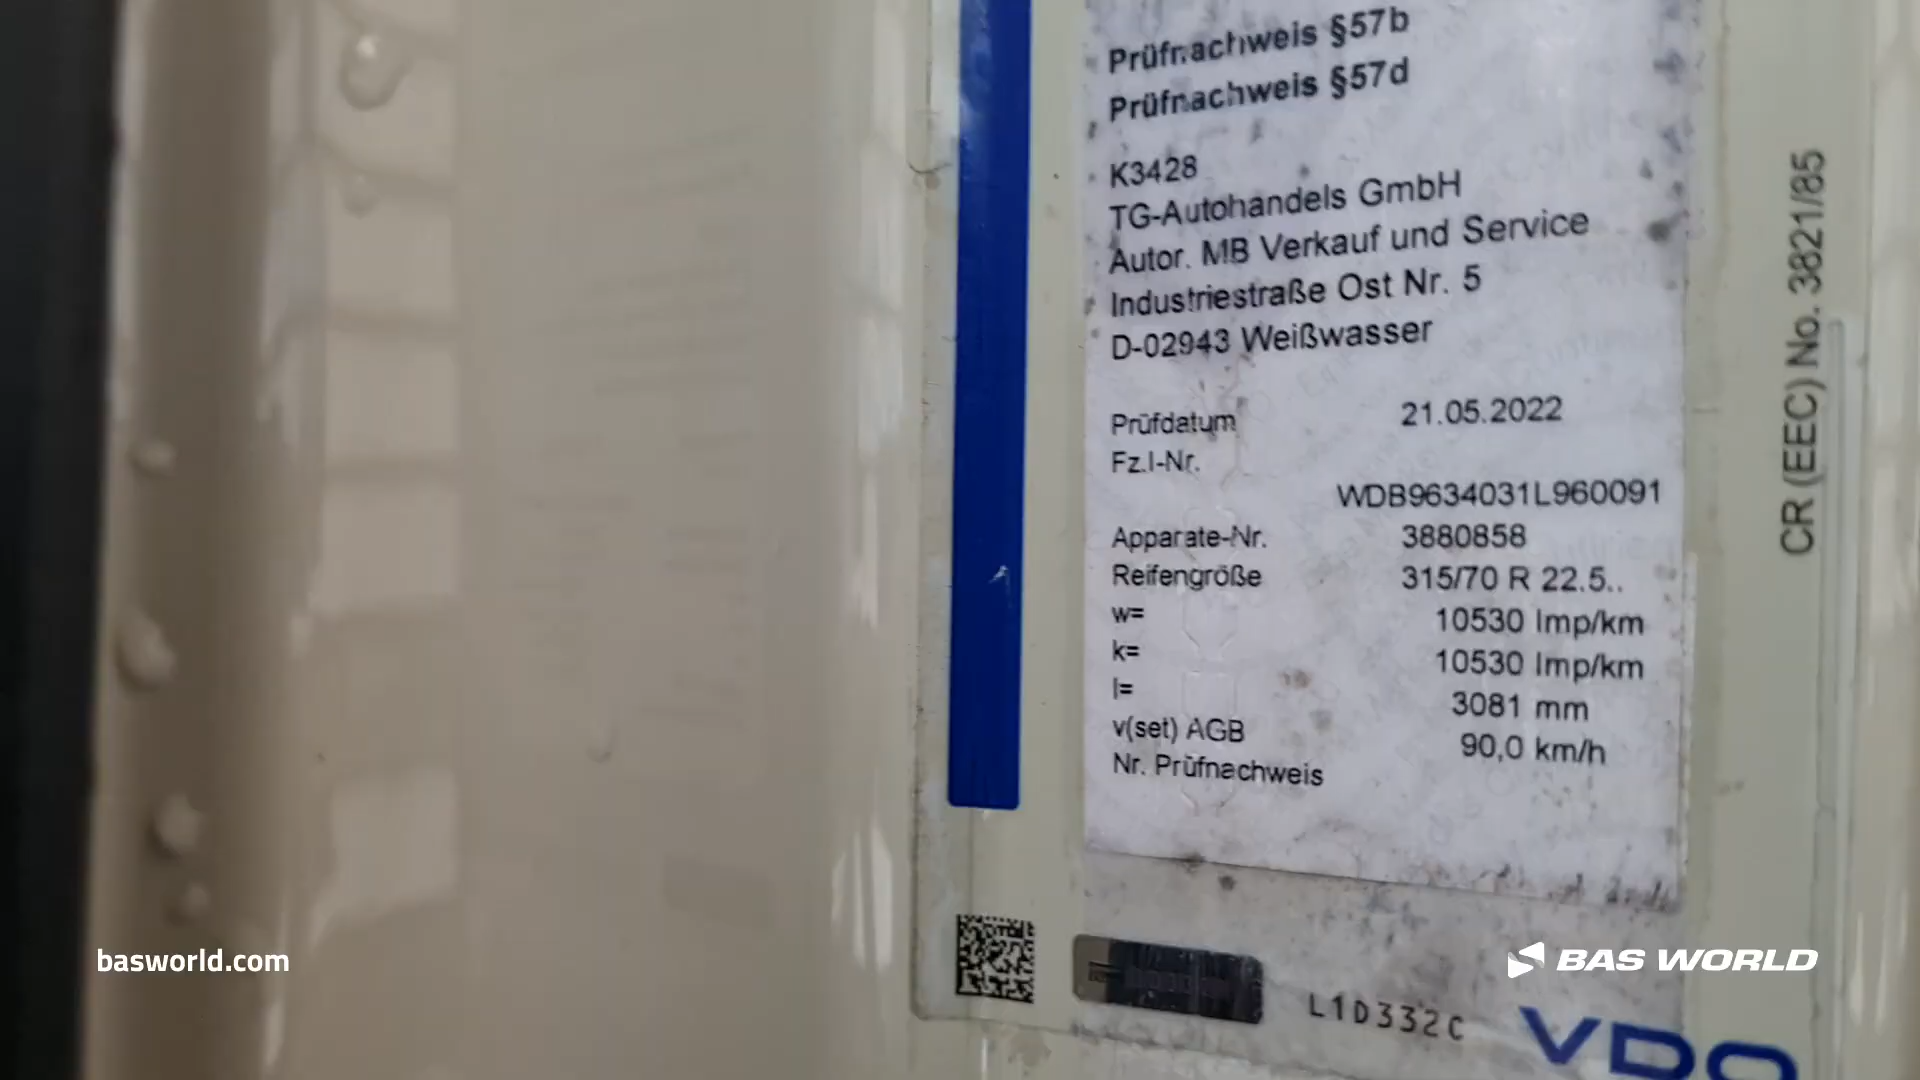 Prüfnachweis §57b
Prüfnachweis §57d
K3428
TG-Autohandels GmbH
Autor. MB Verkauf und Service
Industriestraße Ost Nr. 5
D-02943 Weißwasser
Prüfdatum 21.05.2022
Fz.I-Nr.
WDB9634031L960091
Apparate-Nr. 3880858
Reifengröße 315/70 R 22.5..
w= 10530 Imp/km
k= 10530 Imp/km
l= 3081 mm
v(set) AGB 90,0 km/h
Nr. Prüfnachweis
CR (EEC) No. 3821/85
L1D332C
VDO
basworld.com
BAS WORLD